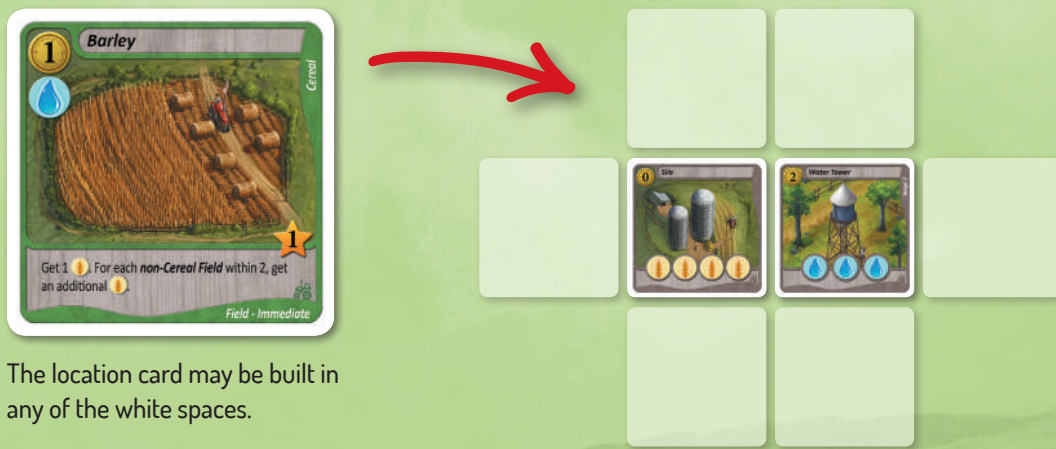 1
Barley
Cereal
1
Get 1 . For each non-Cereal Field within 2, get
an additional .
Field - Immediate
The location card may be built in
any of the white spaces.
0
Silo
2
Water Tower